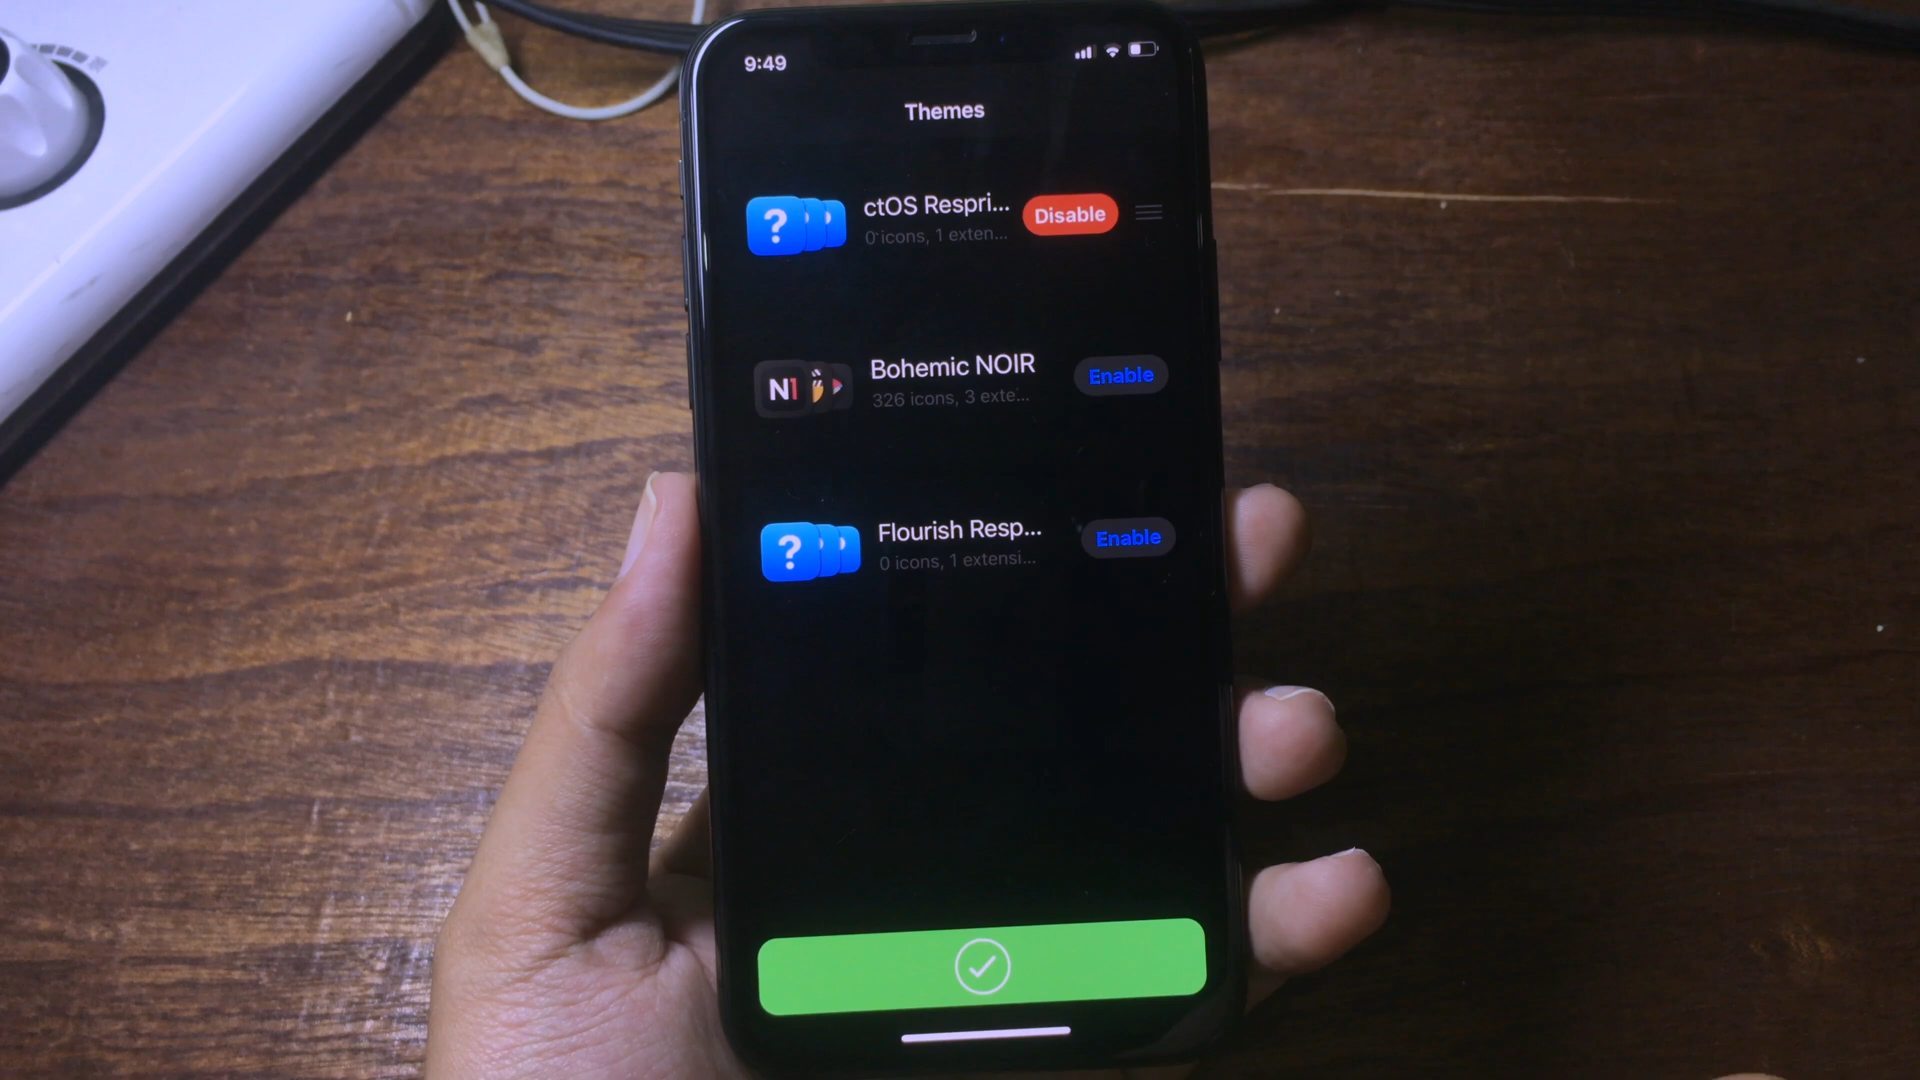 9:49
Themes
ctOS Respri...
0 icons, 1 exten...
Disable
N1
Bohemic NOIR
326 icons, 3 exte...
Enable
?
Flourish Resp...
0 icons, 1 extensi...
Enable
?